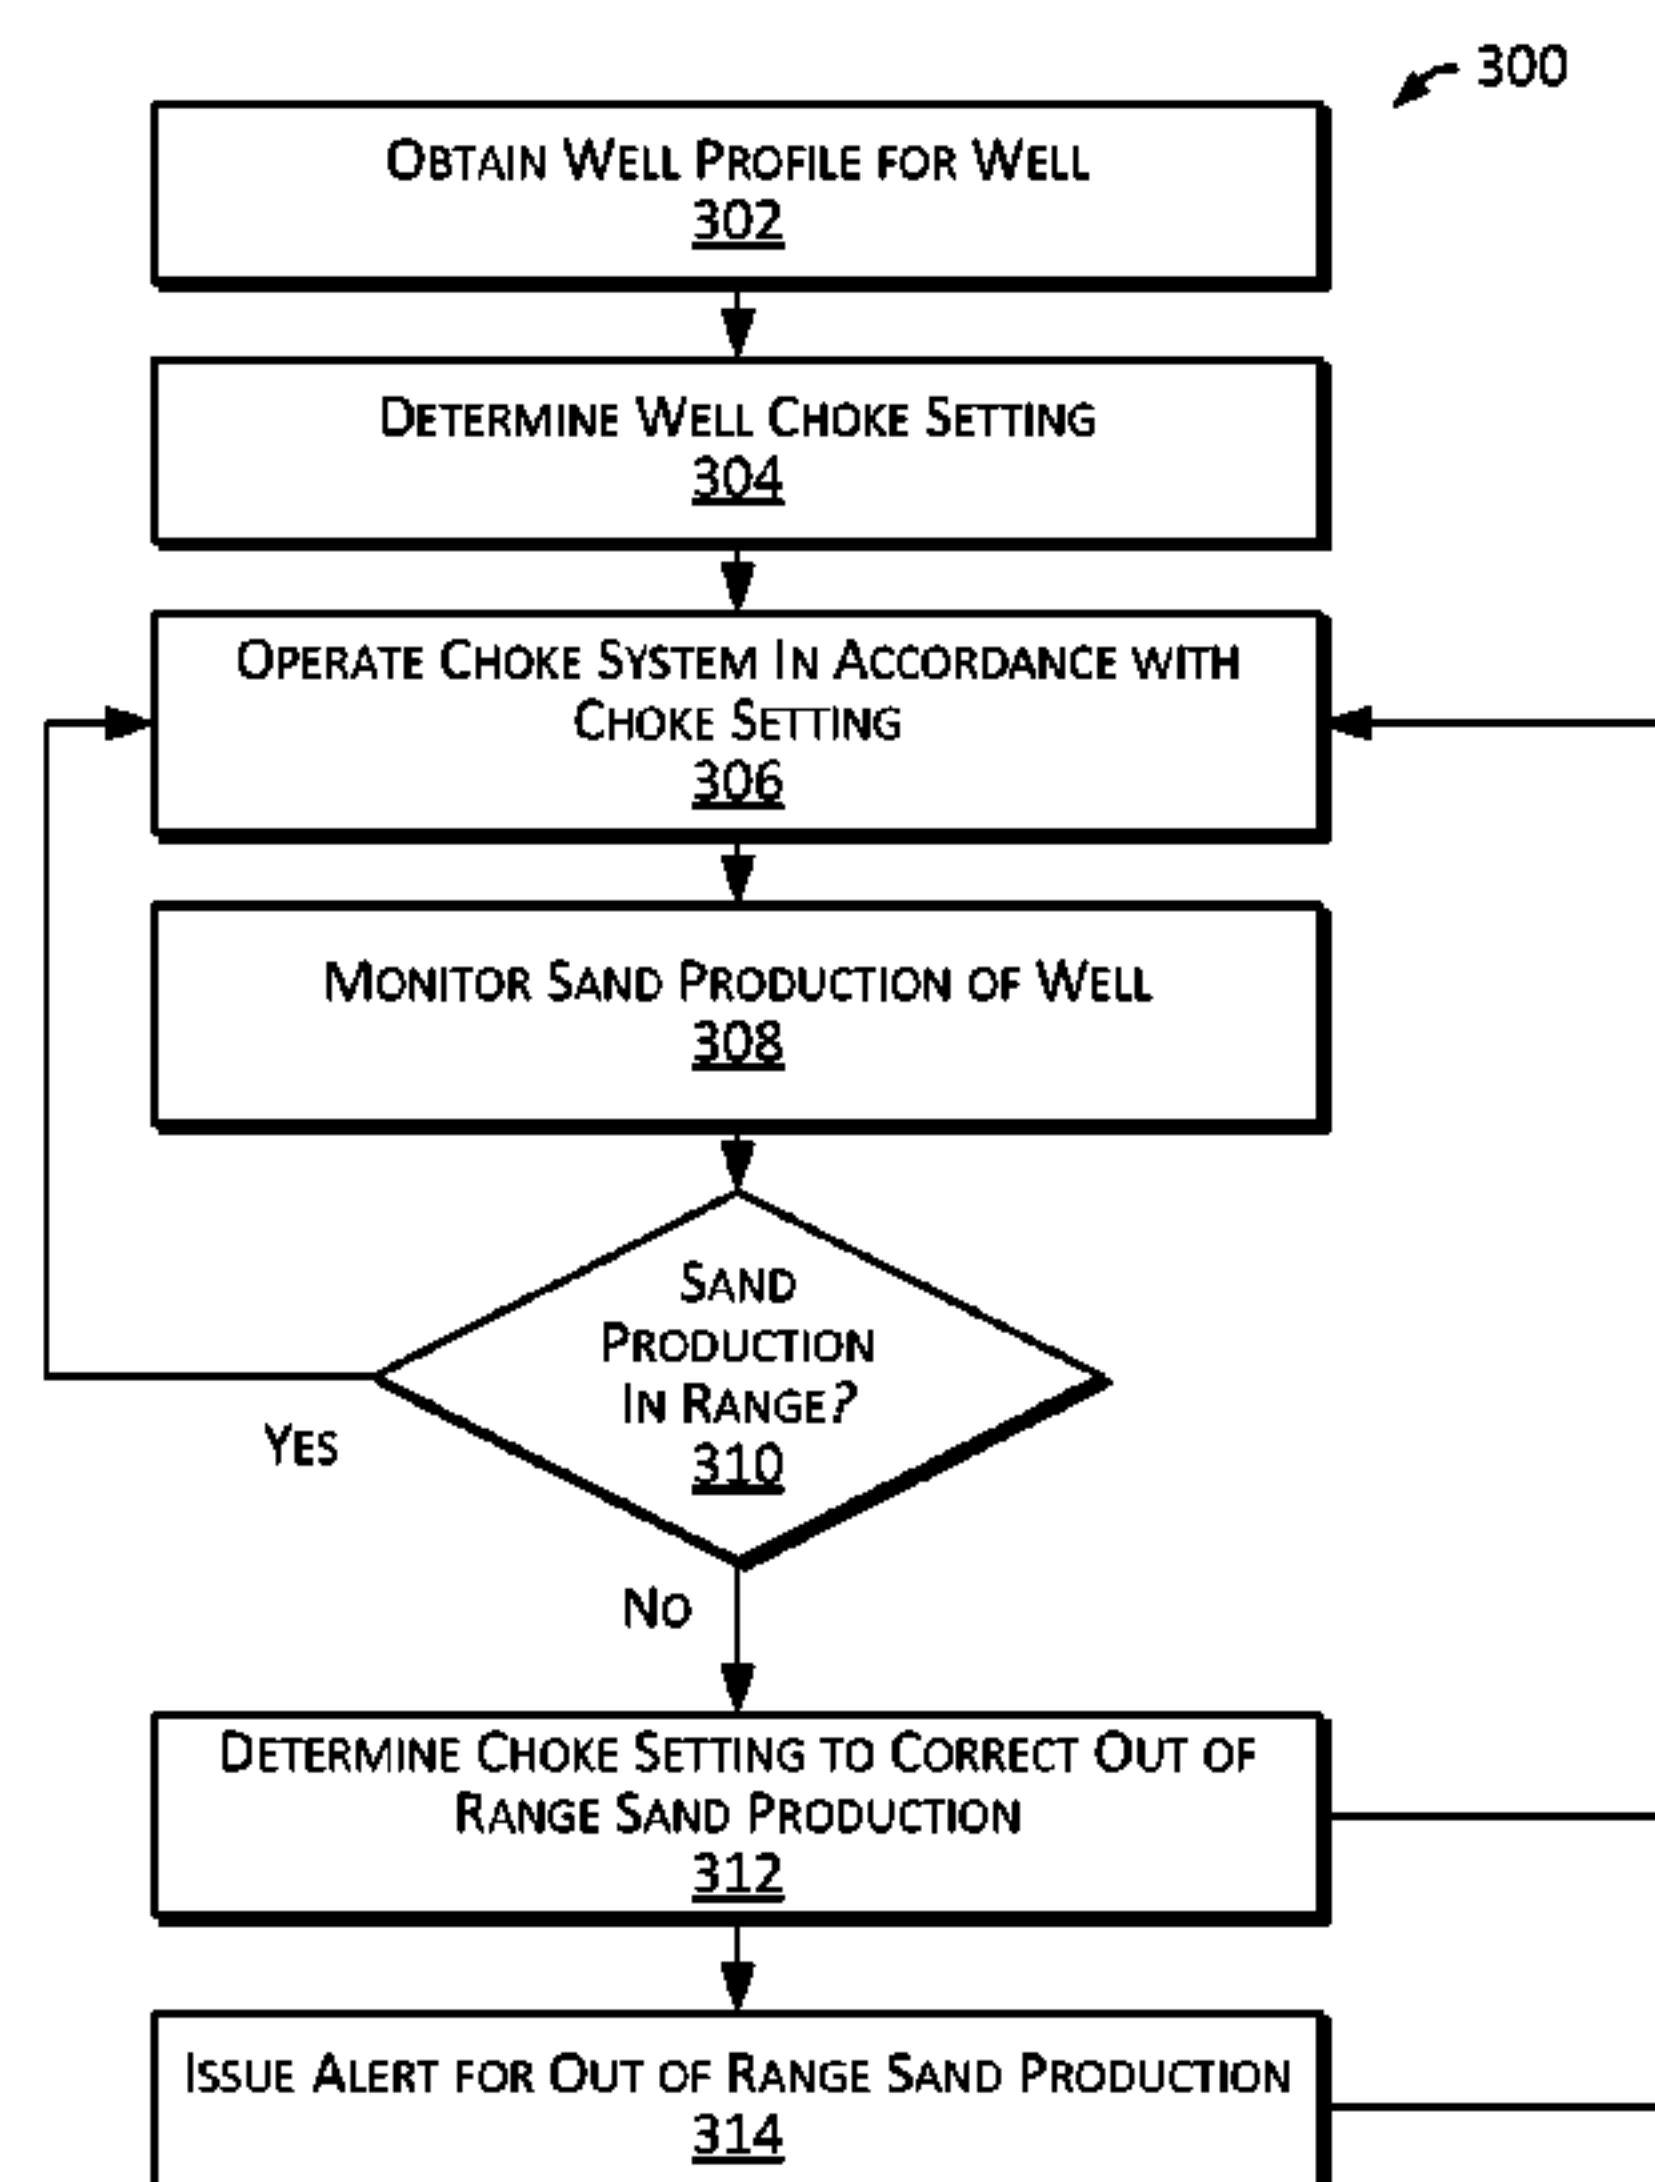 300
Obtain Well Profile for Well
302
Determine Well Choke Setting
304
Operate Choke System In Accordance with
Choke Setting
306
Monitor Sand Production of Well
308
Sand
Production
In Range?
310
Yes
No
Determine Choke Setting to Correct Out of
Range Sand Production
312
Issue Alert for Out of Range Sand Production
314